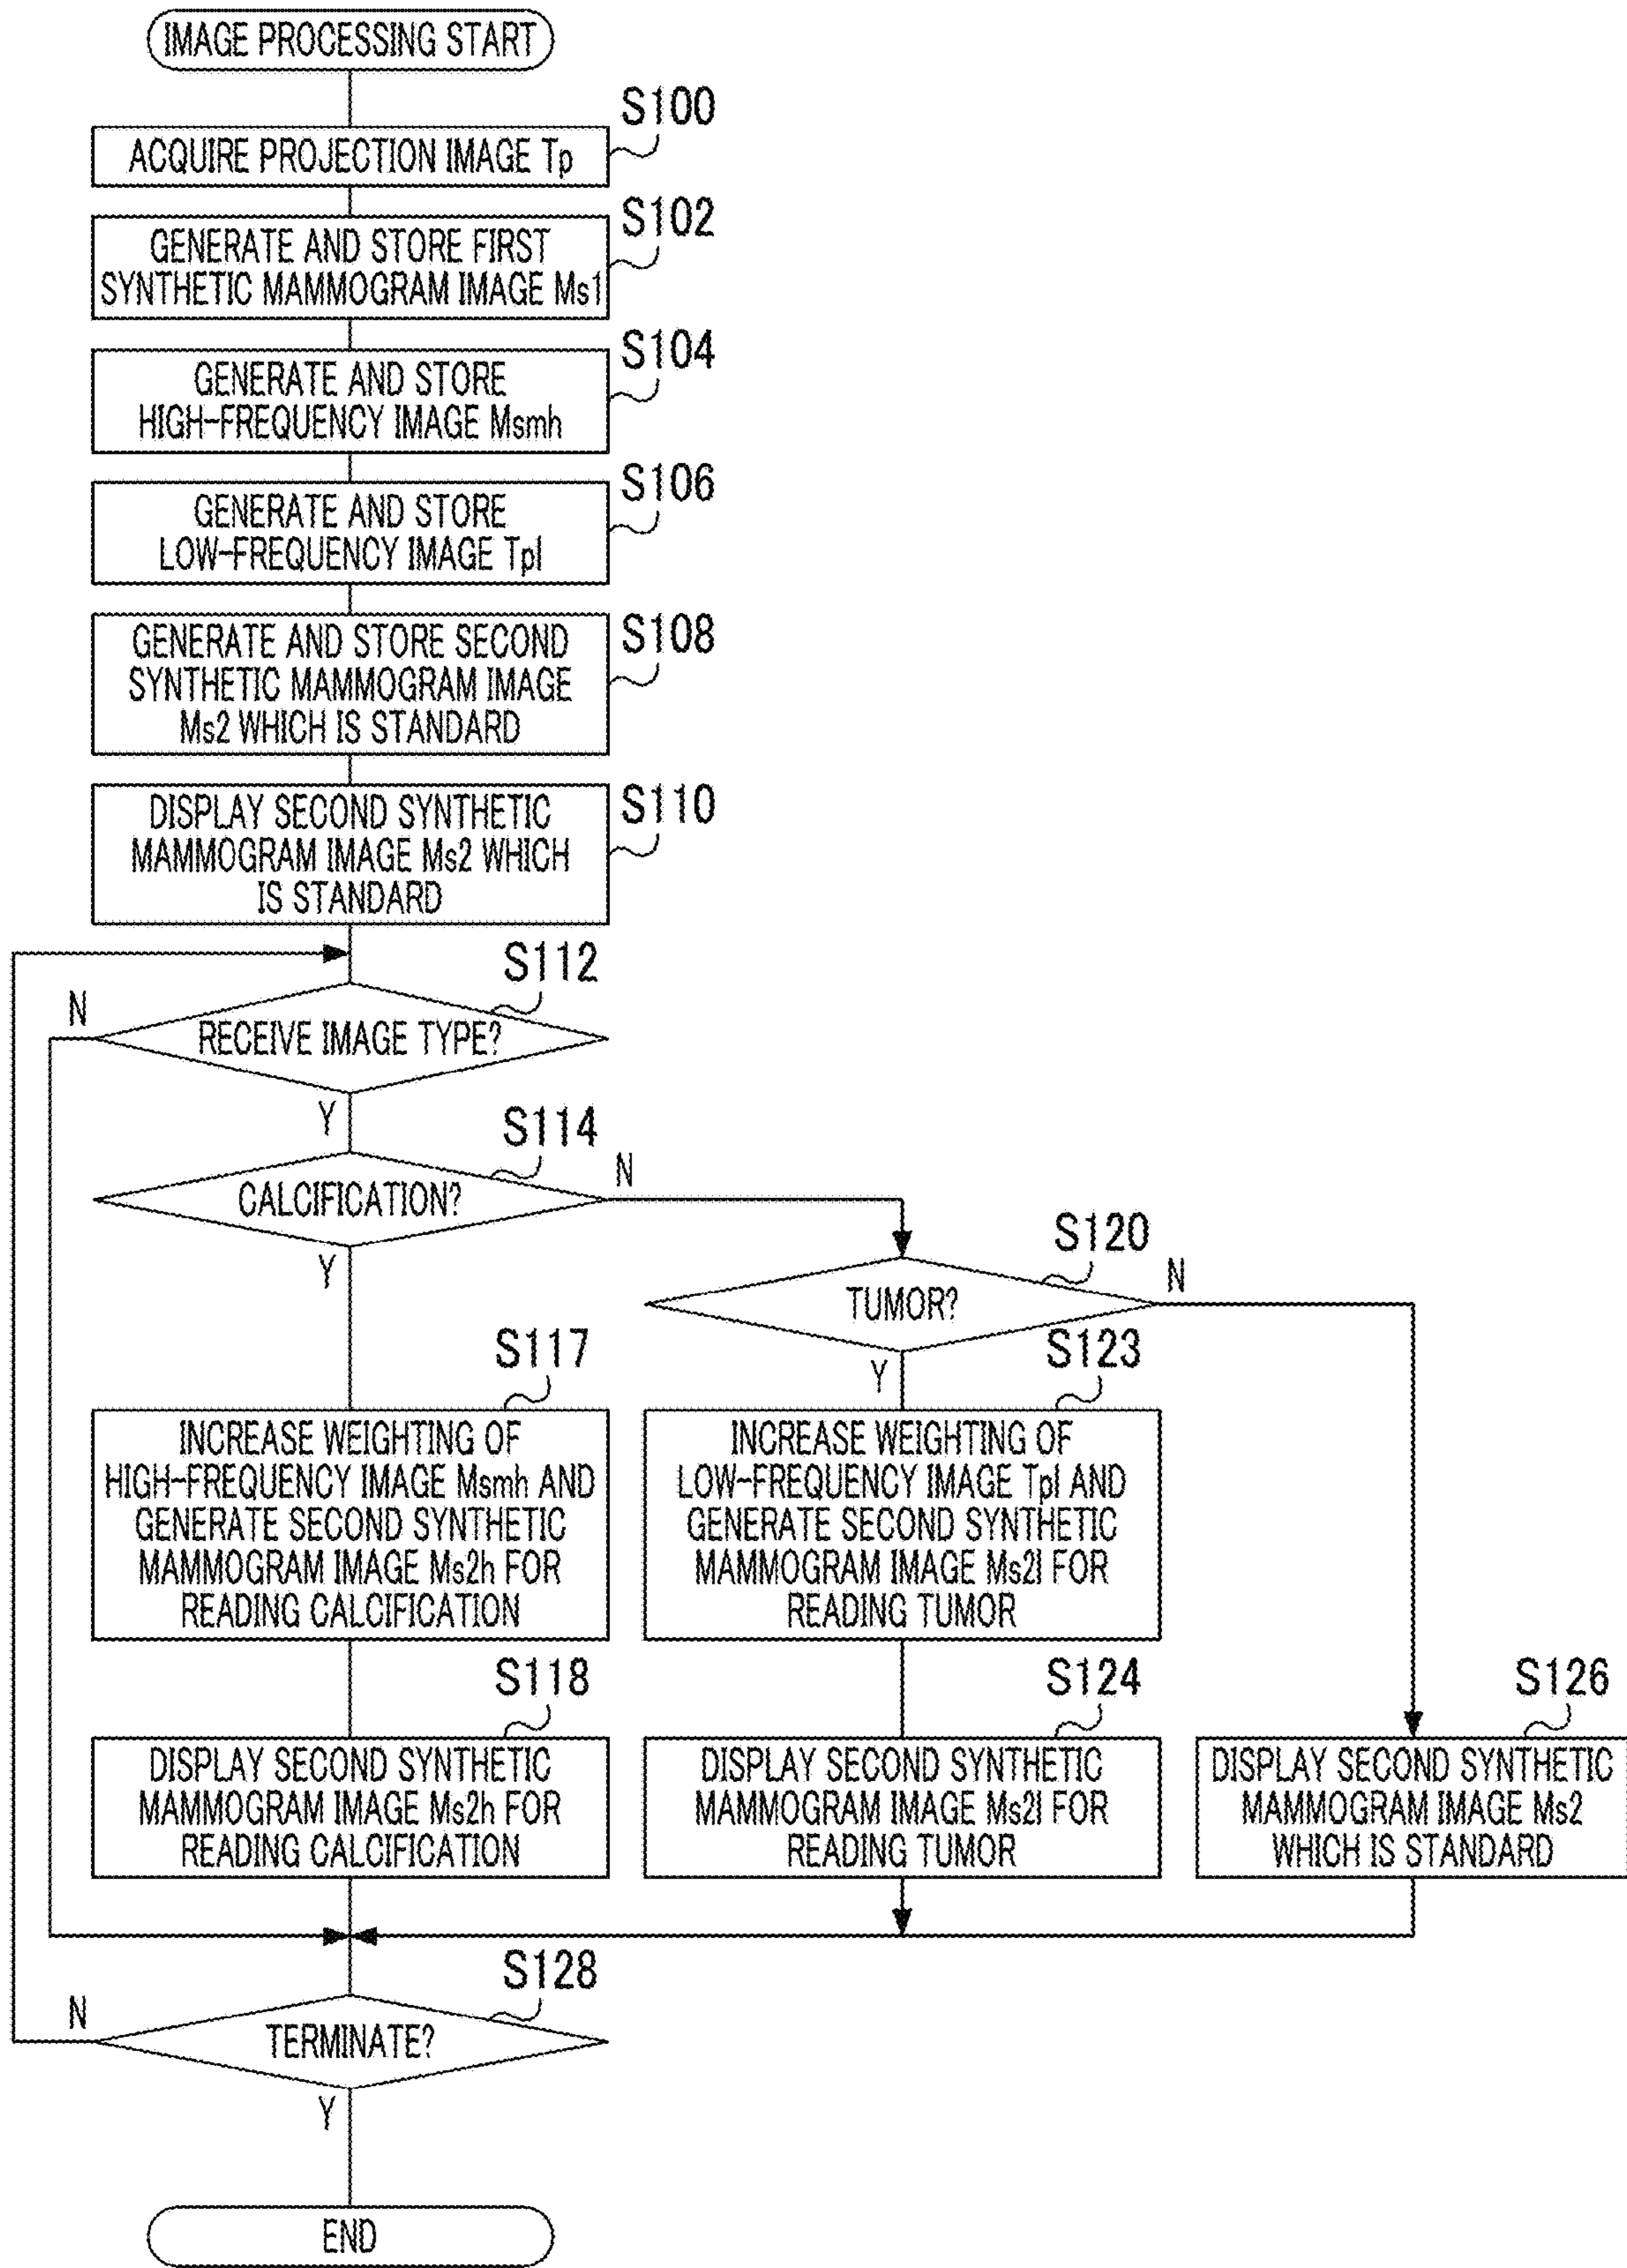 IMAGE PROCESSING START
S100
ACQUIRE PROJECTION IMAGE Tp
S102
GENERATE AND STORE FIRST
SYNTHETIC MAMMOGRAM IMAGE Ms1
S104
GENERATE AND STORE
HIGH-FREQUENCY IMAGE Msmh
S106
GENERATE AND STORE
LOW-FREQUENCY IMAGE Tpl
S108
GENERATE AND STORE SECOND
SYNTHETIC MAMMOGRAM IMAGE
Ms2 WHICH IS STANDARD
S110
DISPLAY SECOND SYNTHETIC
MAMMOGRAM IMAGE Ms2 WHICH
IS STANDARD
S112
N
RECEIVE IMAGE TYPE?
Y
S114
N
CALCIFICATION?
Y
S120
N
TUMOR?
Y
S117
INCREASE WEIGHTING OF
HIGH-FREQUENCY IMAGE Msmh AND
GENERATE SECOND SYNTHETIC
MAMMOGRAM IMAGE Ms2h FOR
READING CALCIFICATION
S123
INCREASE WEIGHTING OF
LOW-FREQUENCY IMAGE Tpl AND
GENERATE SECOND SYNTHETIC
MAMMOGRAM IMAGE Ms2l FOR
READING TUMOR
S118
DISPLAY SECOND SYNTHETIC
MAMMOGRAM IMAGE Ms2h FOR
READING CALCIFICATION
S124
DISPLAY SECOND SYNTHETIC
MAMMOGRAM IMAGE Ms2l FOR
READING TUMOR
S126
DISPLAY SECOND SYNTHETIC
MAMMOGRAM IMAGE Ms2
WHICH IS STANDARD
S128
N
TERMINATE?
Y
END